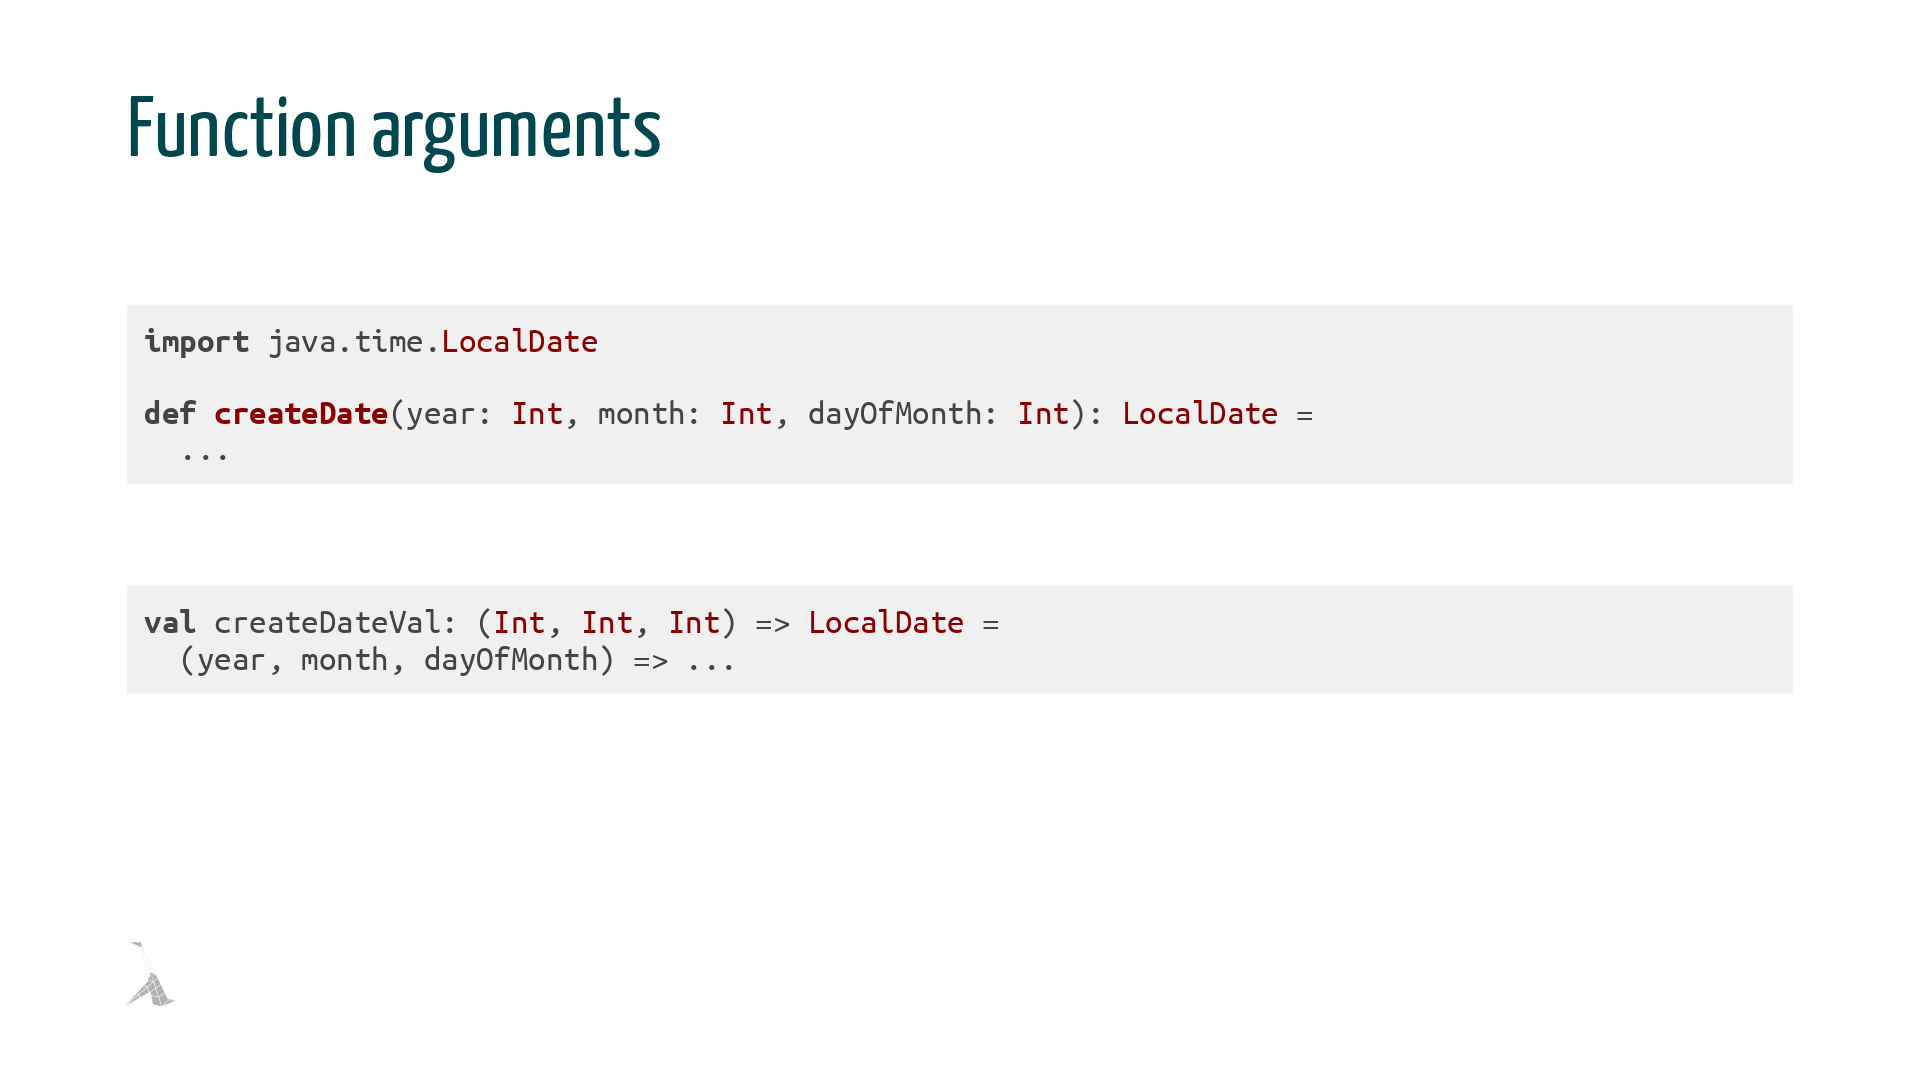 Function arguments
import java.time.LocalDate
def createDate(year: Int, month: Int, dayOfMonth: Int): LocalDate =
  ...
val createDateVal: (Int, Int, Int) => LocalDate =
  (year, month, dayOfMonth) => ...